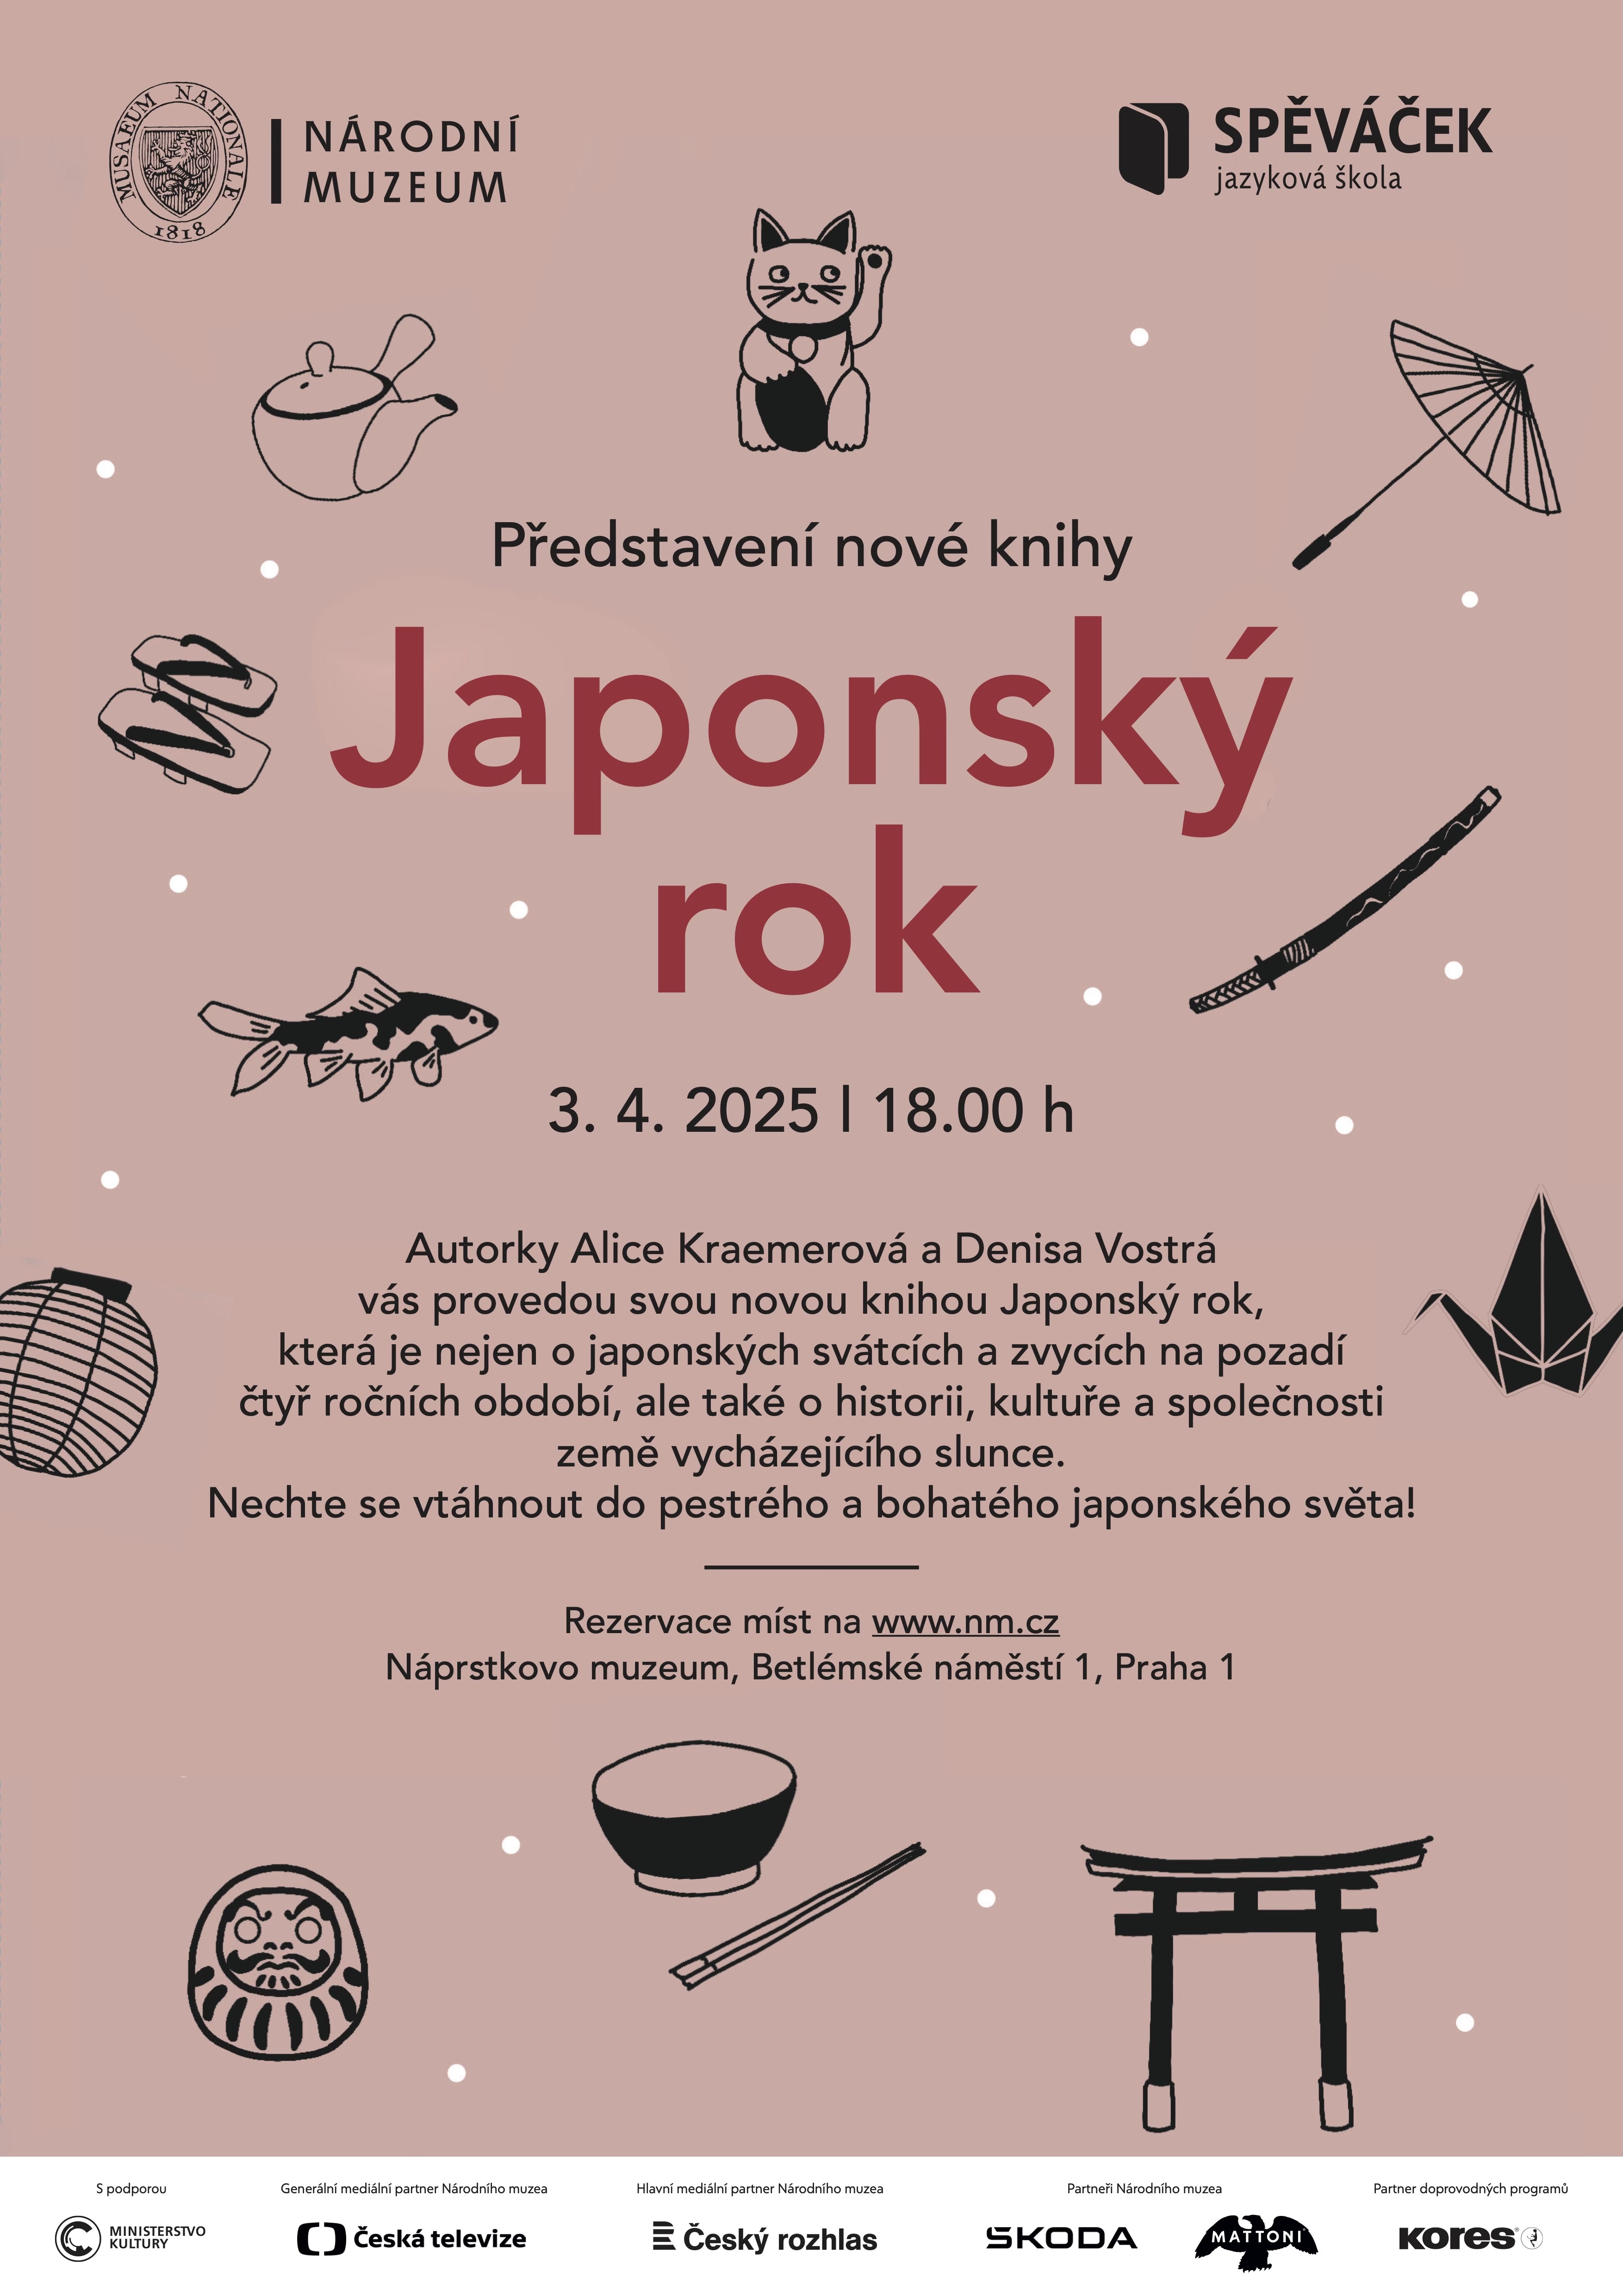 MUSAEUM NATIONALE
1818
NÁRODNÍ
MUZEUM
SPĚVÁČEK
jazyková škola
Představení nové knihy
Japonský
rok
3. 4. 2025 | 18.00 h
Autorky Alice Kraemerová a Denisa Vostrá
vás provedou svou novou knihou Japonský rok,
která je nejen o japonských svátcích a zvycích na pozadí
čtyř ročních období, ale také o historii, kultuře a společnosti
země vycházejícího slunce.
Nechte se vtáhnout do pestrého a bohatého japonského světa!
Rezervace míst na www.nm.cz
Náprstkovo muzeum, Betlémské náměstí 1, Praha 1
S podporou
MINISTERSTVO
KULTURY
Generální mediální partner Národního muzea
Česká televize
Hlavní mediální partner Národního muzea
Český rozhlas
Partneři Národního muzea
ŠKODA
MATTONI
Partner doprovodných programů
kores®